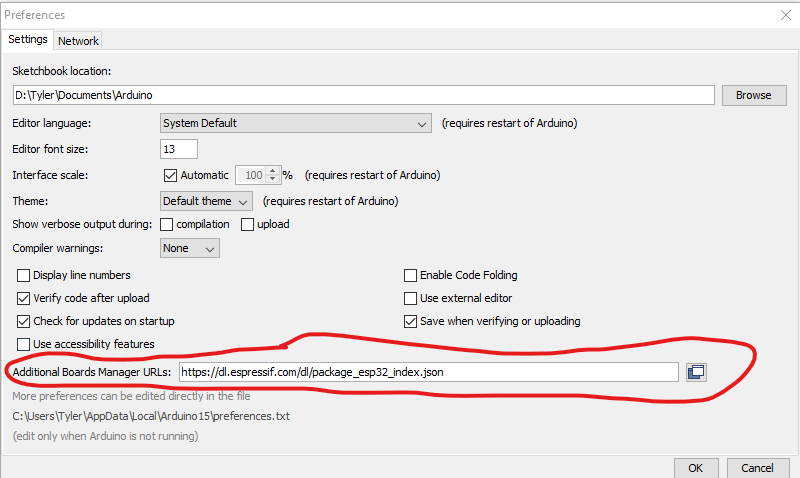 Preferences
Settings Network
Sketchbook location:
D:\Tyler\Documents\Arduino Browse
Editor language: System Default (requires restart of Arduino)
Editor font size: 13
Interface scale: Automatic 100 % (requires restart of Arduino)
Theme: Default theme (requires restart of Arduino)
Show verbose output during: compilation upload
Compiler warnings: None
Display line numbers Enable Code Folding
Verify code after upload Use external editor
Check for updates on startup Save when verifying or uploading
Use accessibility features
Additional Boards Manager URLs: https://dl.espressif.com/dl/package_esp32_index.json
More preferences can be edited directly in the file
C:\Users\Tyler\AppData\Local\Arduino15\preferences.txt
(edit only when Arduino is not running)
OK Cancel